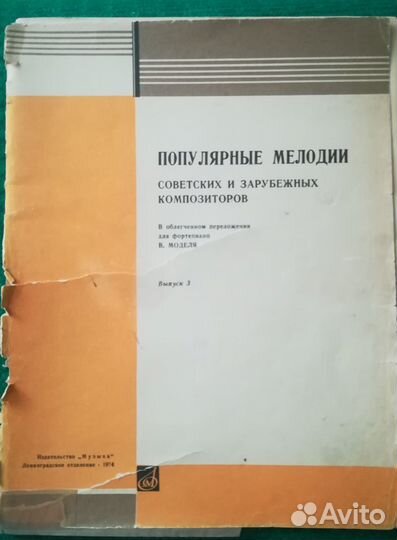 ПОПУЛЯРНЫЕ МЕЛОДИИ
СОВЕТСКИХ И ЗАРУБЕЖНЫХ
КОМПОЗИТОРОВ
В облегченном переложении
для фортепиано
В. МОДЕЛЯ
Выпуск 3
Издательство „Музыка“
Ленинградское отделение · 1974
Avito